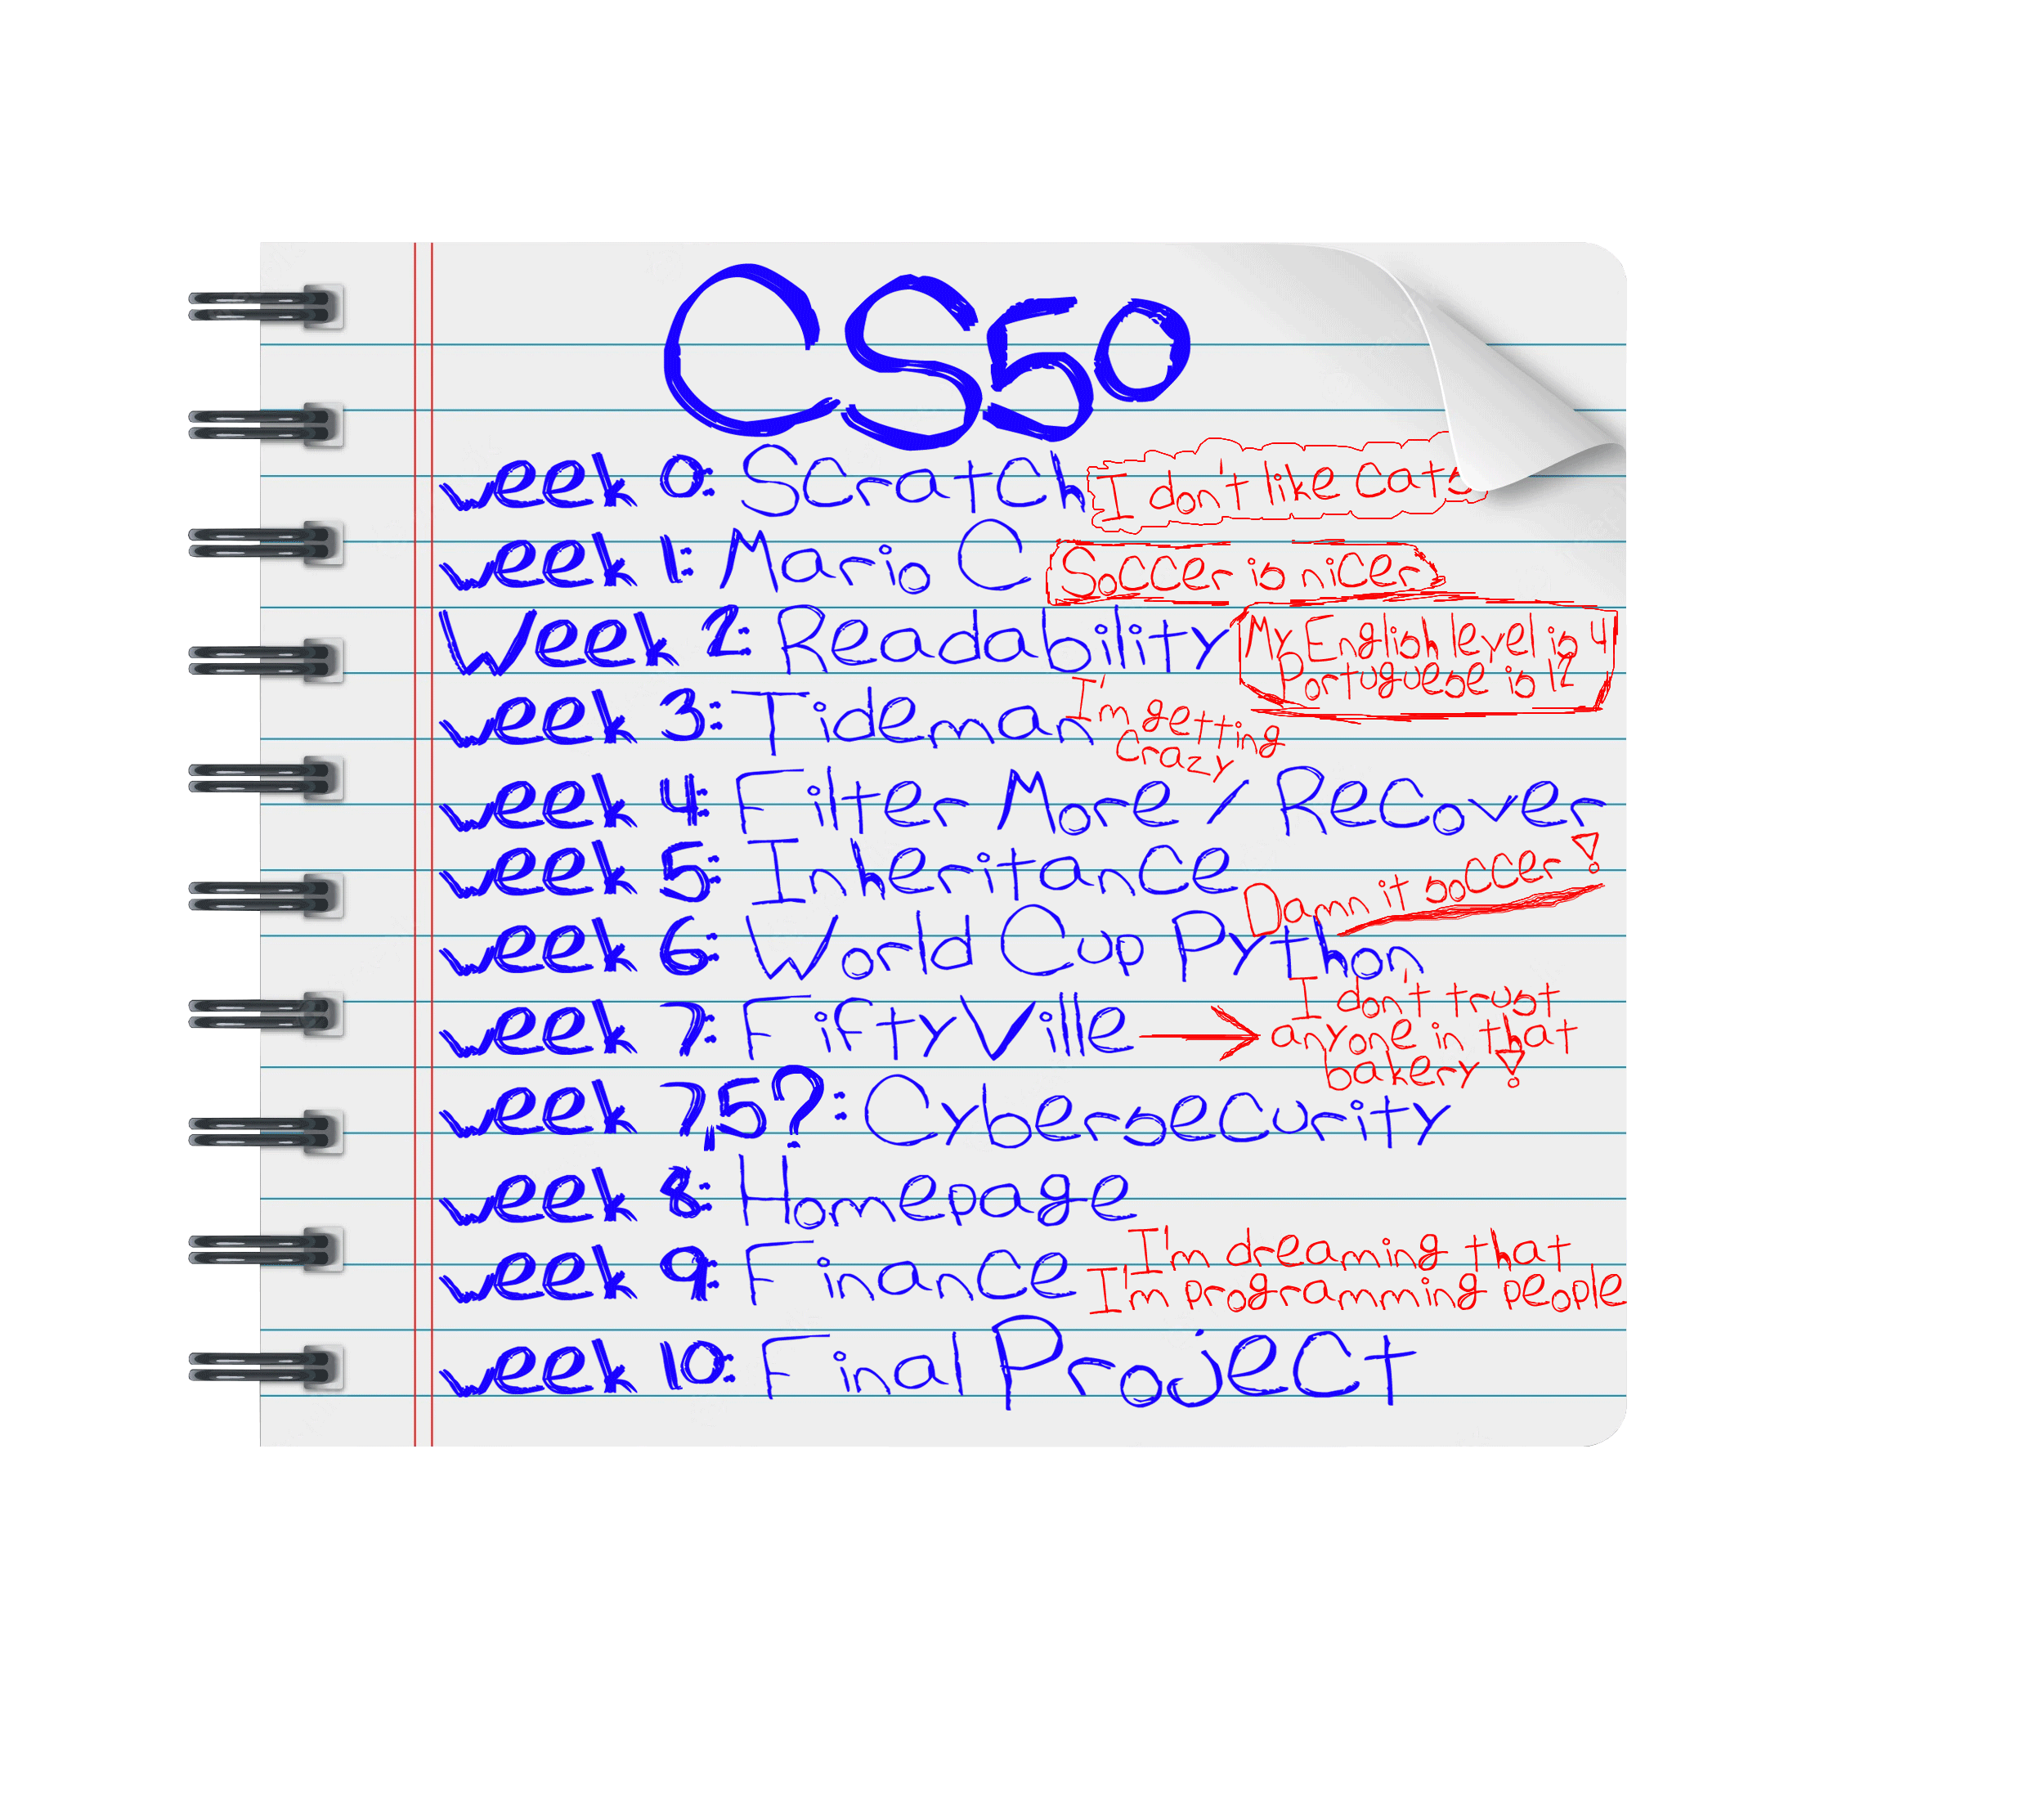 CS50
week 0: Scratch I don't like cats
week 1: Mario C Soccer is nicer
Week 2: Readability My English level is 4
Portuguese is 12
week 3: Tideman I'm getting
crazy
week 4: Filter More / Recover
week 5: Inheritance
Damn it soccer!
week 6: World Cup Python
week 7: FiftyVille → I don't trust
anyone in that
bakery!
week 7,5?: Cybersecurity
week 8: Homepage
week 9: Finance I'm dreaming that
I'm programming people
week 10: Final Project